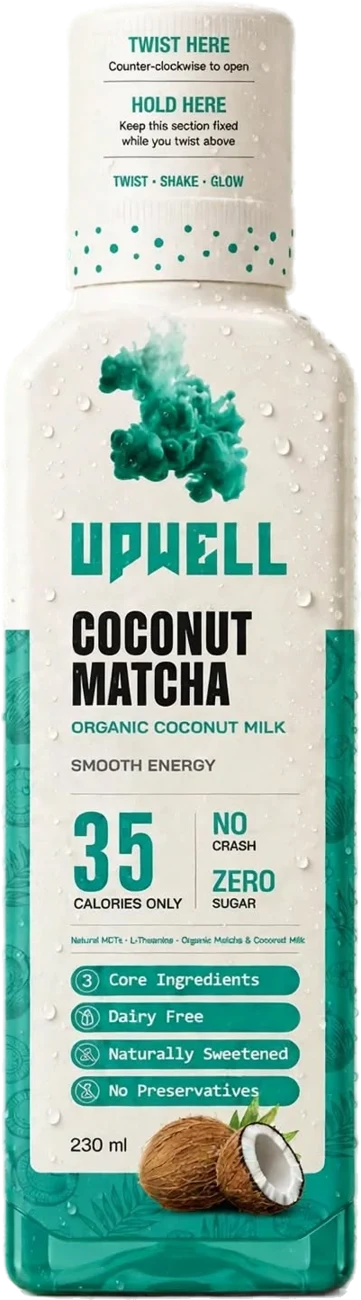 TWIST HERE
Counter-clockwise to open
HOLD HERE
Keep this section fixed
while you twist above
TWIST · SHAKE · GLOW
UPWELL
COCONUT
MATCHA
ORGANIC COCONUT MILK
SMOOTH ENERGY
35
CALORIES ONLY
NO
CRASH
ZERO
SUGAR
Natural MCTs · L-Theanine · Organic Matcha & Coconut Milk
3 Core Ingredients
Dairy Free
Naturally Sweetened
No Preservatives
230 ml